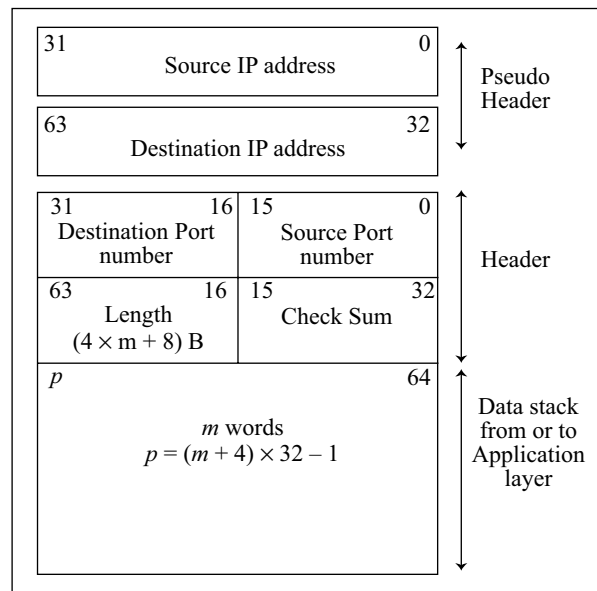 31 0
Source IP address
Pseudo
Header
63 32
Destination IP address
31 16 15 0
Destination Port
number
Source Port
number
Header
63 16 15 32
Length
(4 × m + 8) B
Check Sum
p 64
m words
p = (m + 4) × 32 – 1
Data stack
from or to
Application
layer